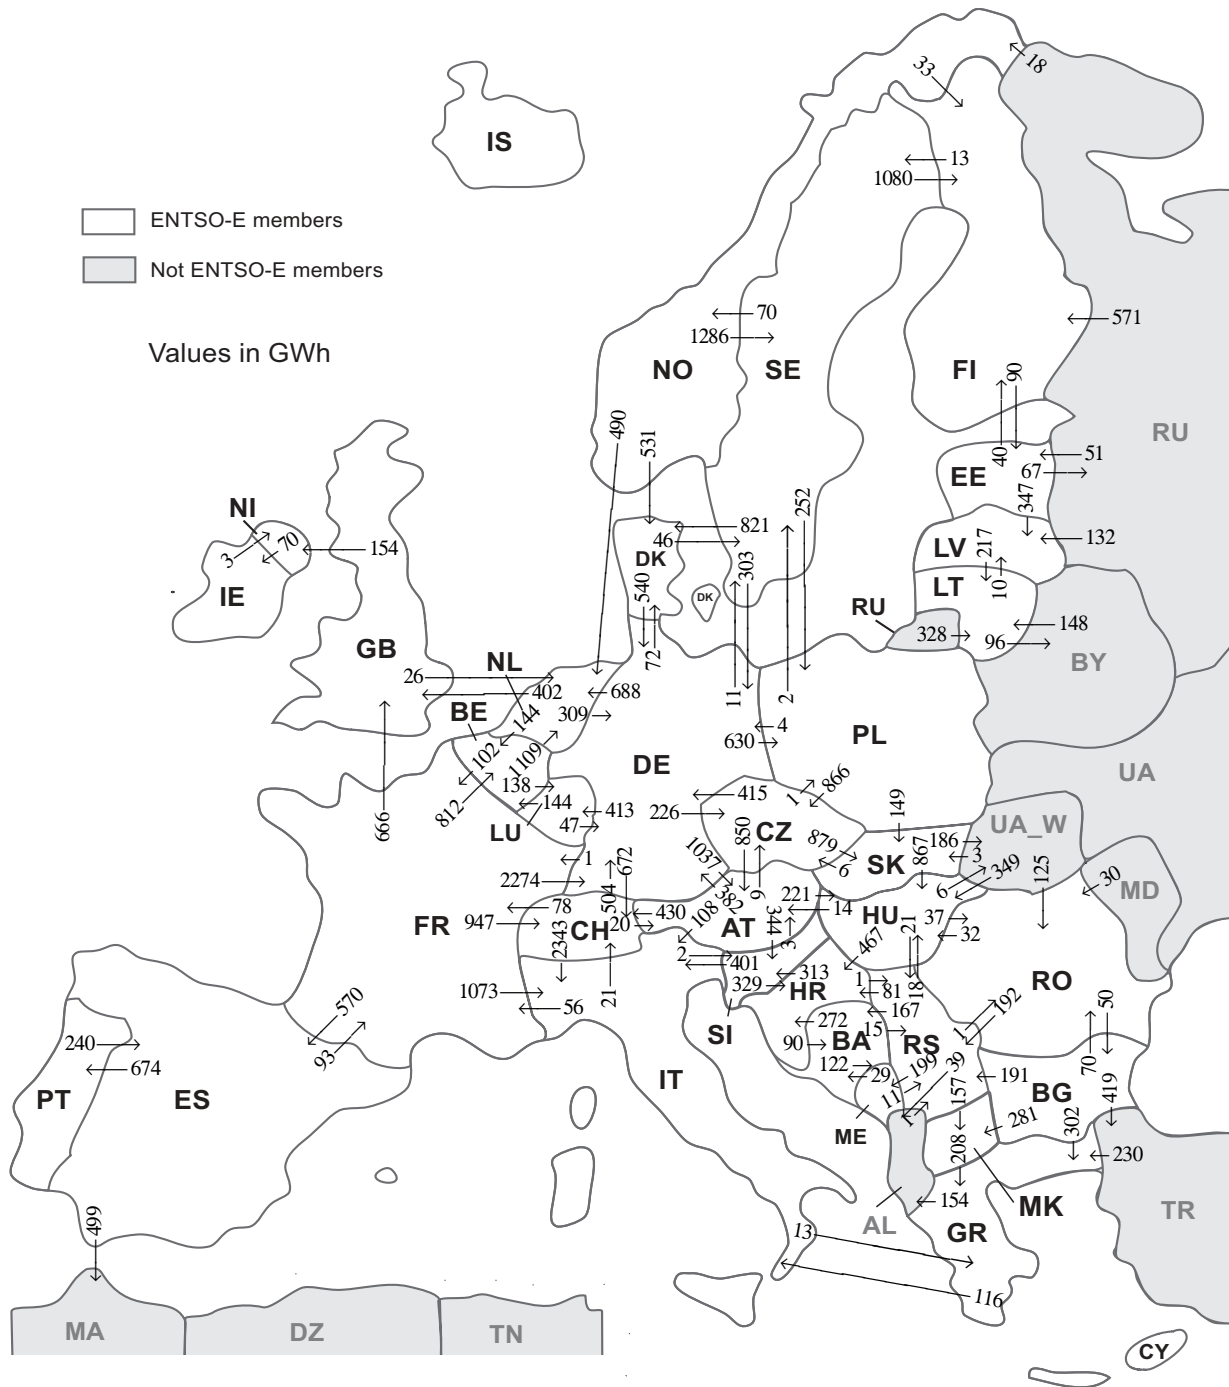 18
33
IS
13
1080
ENTSO-E members
Not ENTSO-E members
70
571
1286
Values in GWh
NO
SE
FI
90
490
531
RU
40
51
67
EE
252
347
NI
821
3
70
154
46
132
LV
217
DK
303
IE
540
LT
10
DK
RU
328
148
96
GB
72
BY
NL
26
402
688
11
2
BE
144
309
4
630
PL
102
1109
DE
UA
138
415
1
866
812
144
413
226
149
UA_W
666
LU
47
850
CZ
879
186
1
672
1037
SK
867
3
6
349
125
30
MD
2274
504
382
6
6
221
78
430
108
344
14
HU
21
37
FR
947
CH
20
AT
3
467
32
2343
2
401
313
1
RO
1073
21
329
HR
81
18
570
56
SI
167
1
192
50
272
15
240
93
90
BA
RS
39
674
122
199
70
IT
29
191
PT
ES
11
157
BG
419
1
281
302
ME
208
230
499
154
MK
TR
AL
13
GR
116
MA
DZ
TN
CY